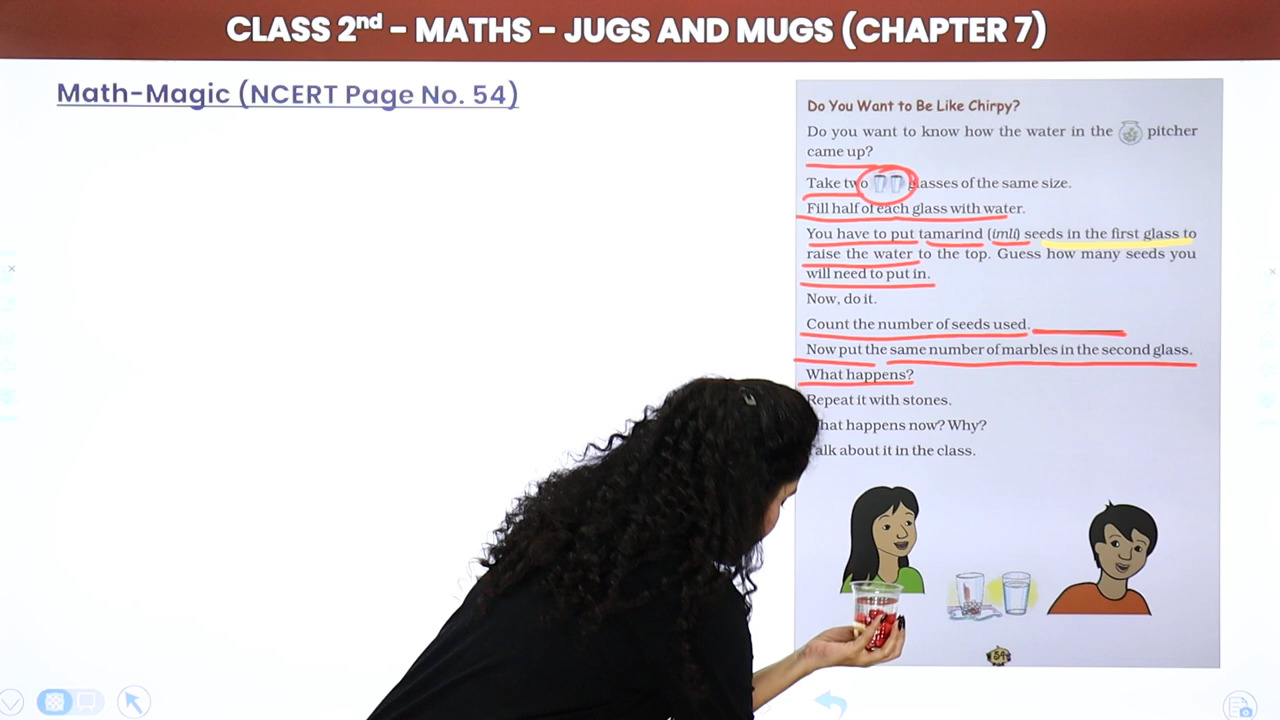 CLASS 2nd - MATHS - JUGS AND MUGS (CHAPTER 7)
Math-Magic (NCERT Page No. 54)
Do You Want to Be Like Chirpy?
Do you want to know how the water in the pitcher
came up?
Take two glasses of the same size.
Fill half of each glass with water.
You have to put tamarind (imli) seeds in the first glass to
raise the water to the top. Guess how many seeds you
will need to put in.
Now, do it.
Count the number of seeds used.
Now put the same number of marbles in the second glass.
What happens?
Repeat it with stones.
happens now? Why?
about it in the class.
54